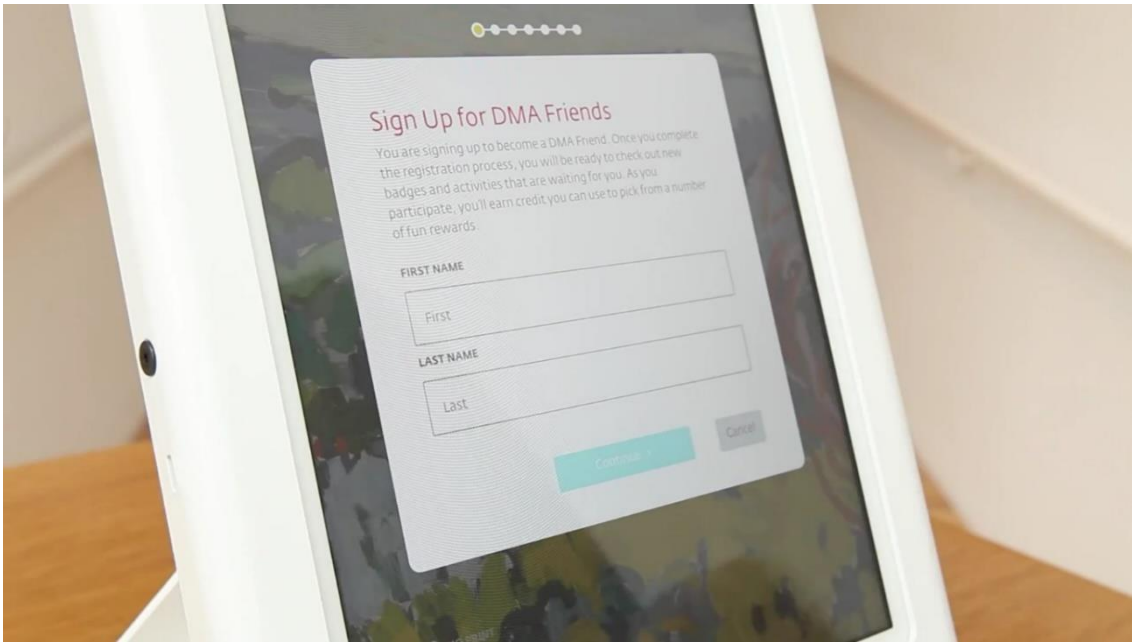 Sign Up for DMA Friends
You are signing up to become a DMA Friend. Once you complete
the registration process, you will be ready to check out new
badges and activities that are waiting for you. As you
participate, you'll earn credit you can use to pick from a number
of fun rewards
FIRST NAME
First
LAST NAME
Last
Continue
Cancel